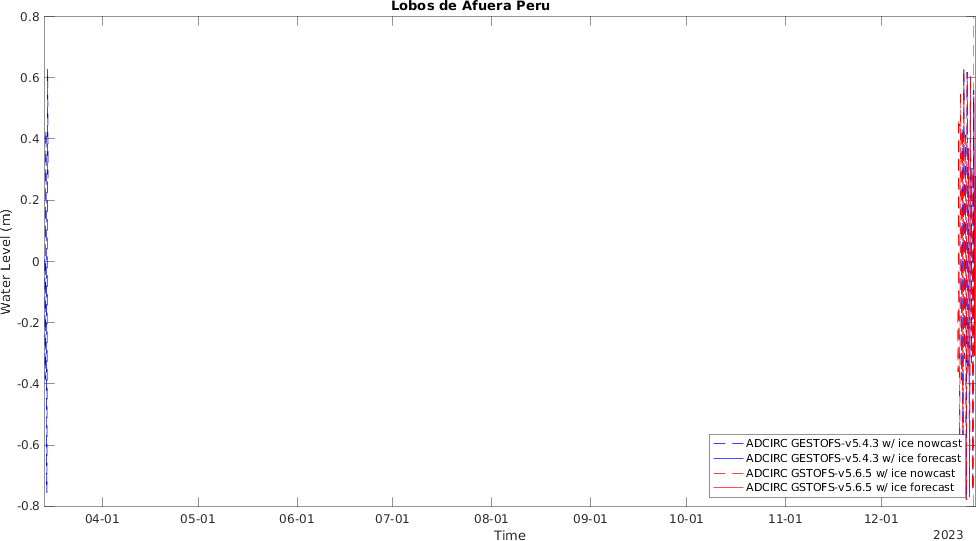 Lobos de Afuera Peru
0.8
0.6
0.4
0.2
0
-0.2
-0.4
-0.6
-0.8
Water Level (m)
ADCIRC GESTOFS-v5.4.3 w/ ice nowcast
ADCIRC GESTOFS-v5.4.3 w/ ice forecast
ADCIRC GSTOFS-v5.6.5 w/ ice nowcast
ADCIRC GSTOFS-v5.6.5 w/ ice forecast
04-01 05-01 06-01 07-01 08-01 09-01 10-01 11-01 12-01
Time
2023